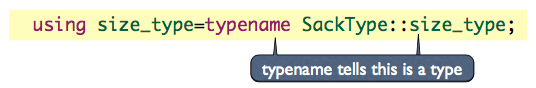 using size_type=typename SackType::size_type;
typename tells this is a type